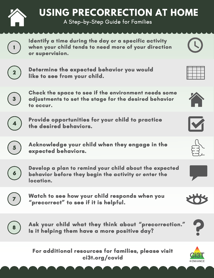 USING PRECORRECTION AT HOME
A Step-by-Step Guide for Families
1
Identify a time during the day or a specific activity
when your child tends to need more of your direction
or supervision.
2
Determine the expected behavior you would
like to see from your child.
3
Check the space to see if the environment needs some
adjustments to set the stage for the desired behavior
to occur.
4
Provide opportunities for your child to practice
the desired behaviors.
5
Acknowledge your child when they engage in the
expected behaviors.
6
Develop a plan to remind your child about the expected
behavior before they begin the activity or enter the
location.
7
Watch to see how your child responds when you
"precorrect" to see if it is helpful.
8
Ask your child what they think about "precorrection."
Is it helping them have a more positive day?
For additional resources for families, please visit
ci3t.org/covid